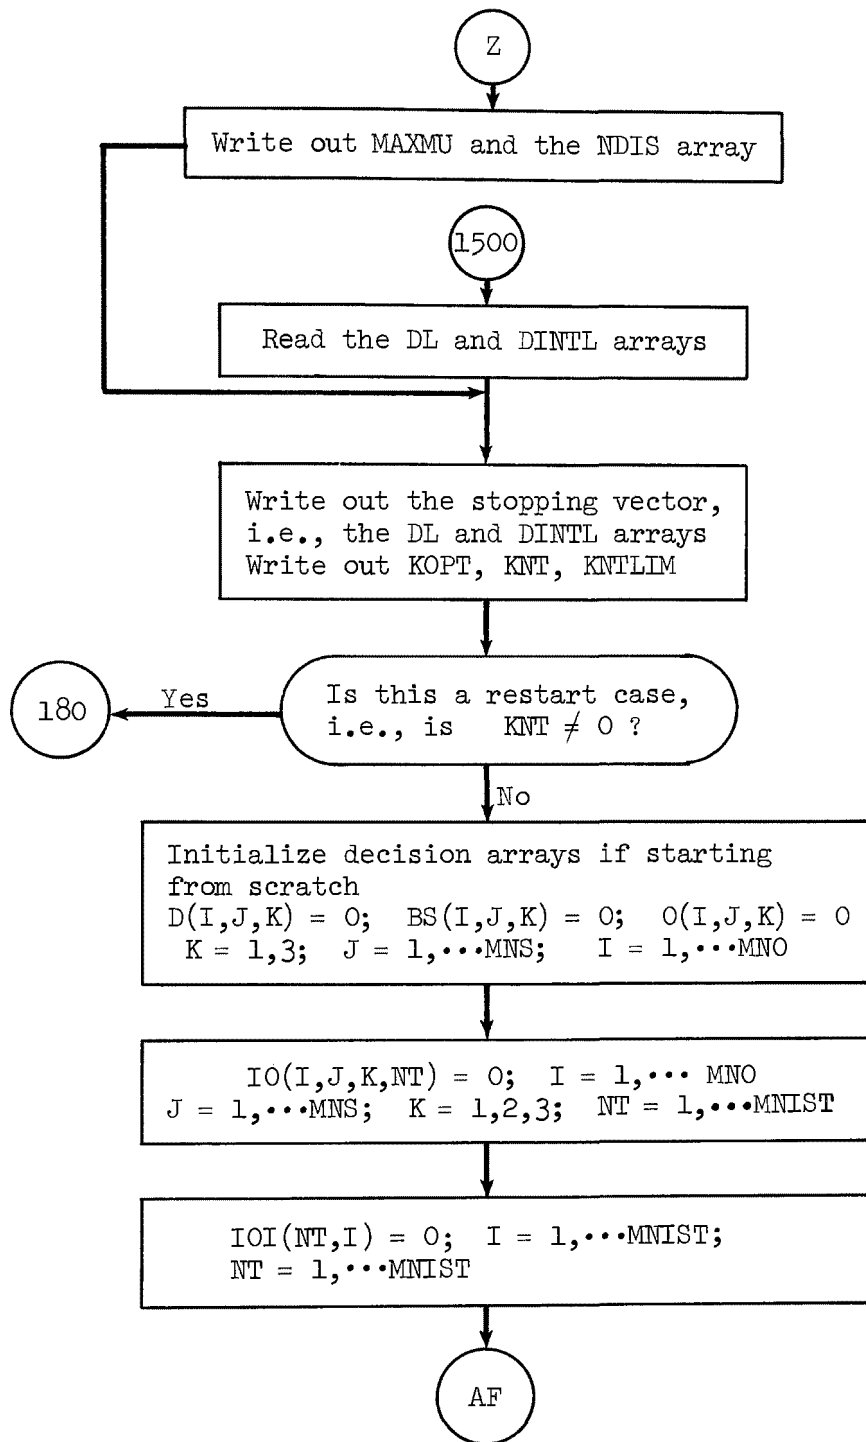 Z
Write out MAXMU and the NDIS array
1500
Read the DL and DINTL arrays
Write out the stopping vector,
i.e., the DL and DINTL arrays
Write out KOPT, KNT, KNTLIM
Is this a restart case,
i.e., is KNT ≠ 0 ?
Yes
180
No
Initialize decision arrays if starting
from scratch
D(I,J,K) = 0; BS(I,J,K) = 0; O(I,J,K) = 0
K = 1,3; J = 1,···MNS; I = 1,···MNO
IO(I,J,K,NT) = 0; I = 1,··· MNO
J = 1,···MNS; K = 1,2,3; NT = 1,···MNIST
IOI(NT,I) = 0; I = 1,···MNIST;
NT = 1,···MNIST
AF